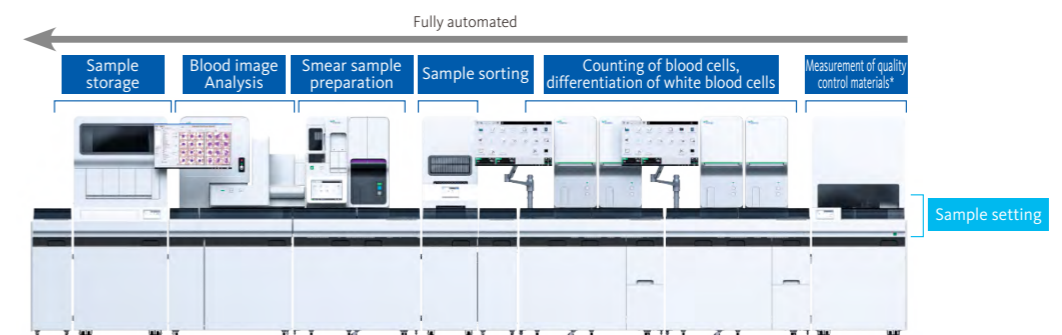 Fully automated
Sample
storage
Blood image
Analysis
Smear sample
preparation
Sample sorting
Counting of blood cells,
differentiation of white blood cells
Measurement of quality
control materials*
Sample setting